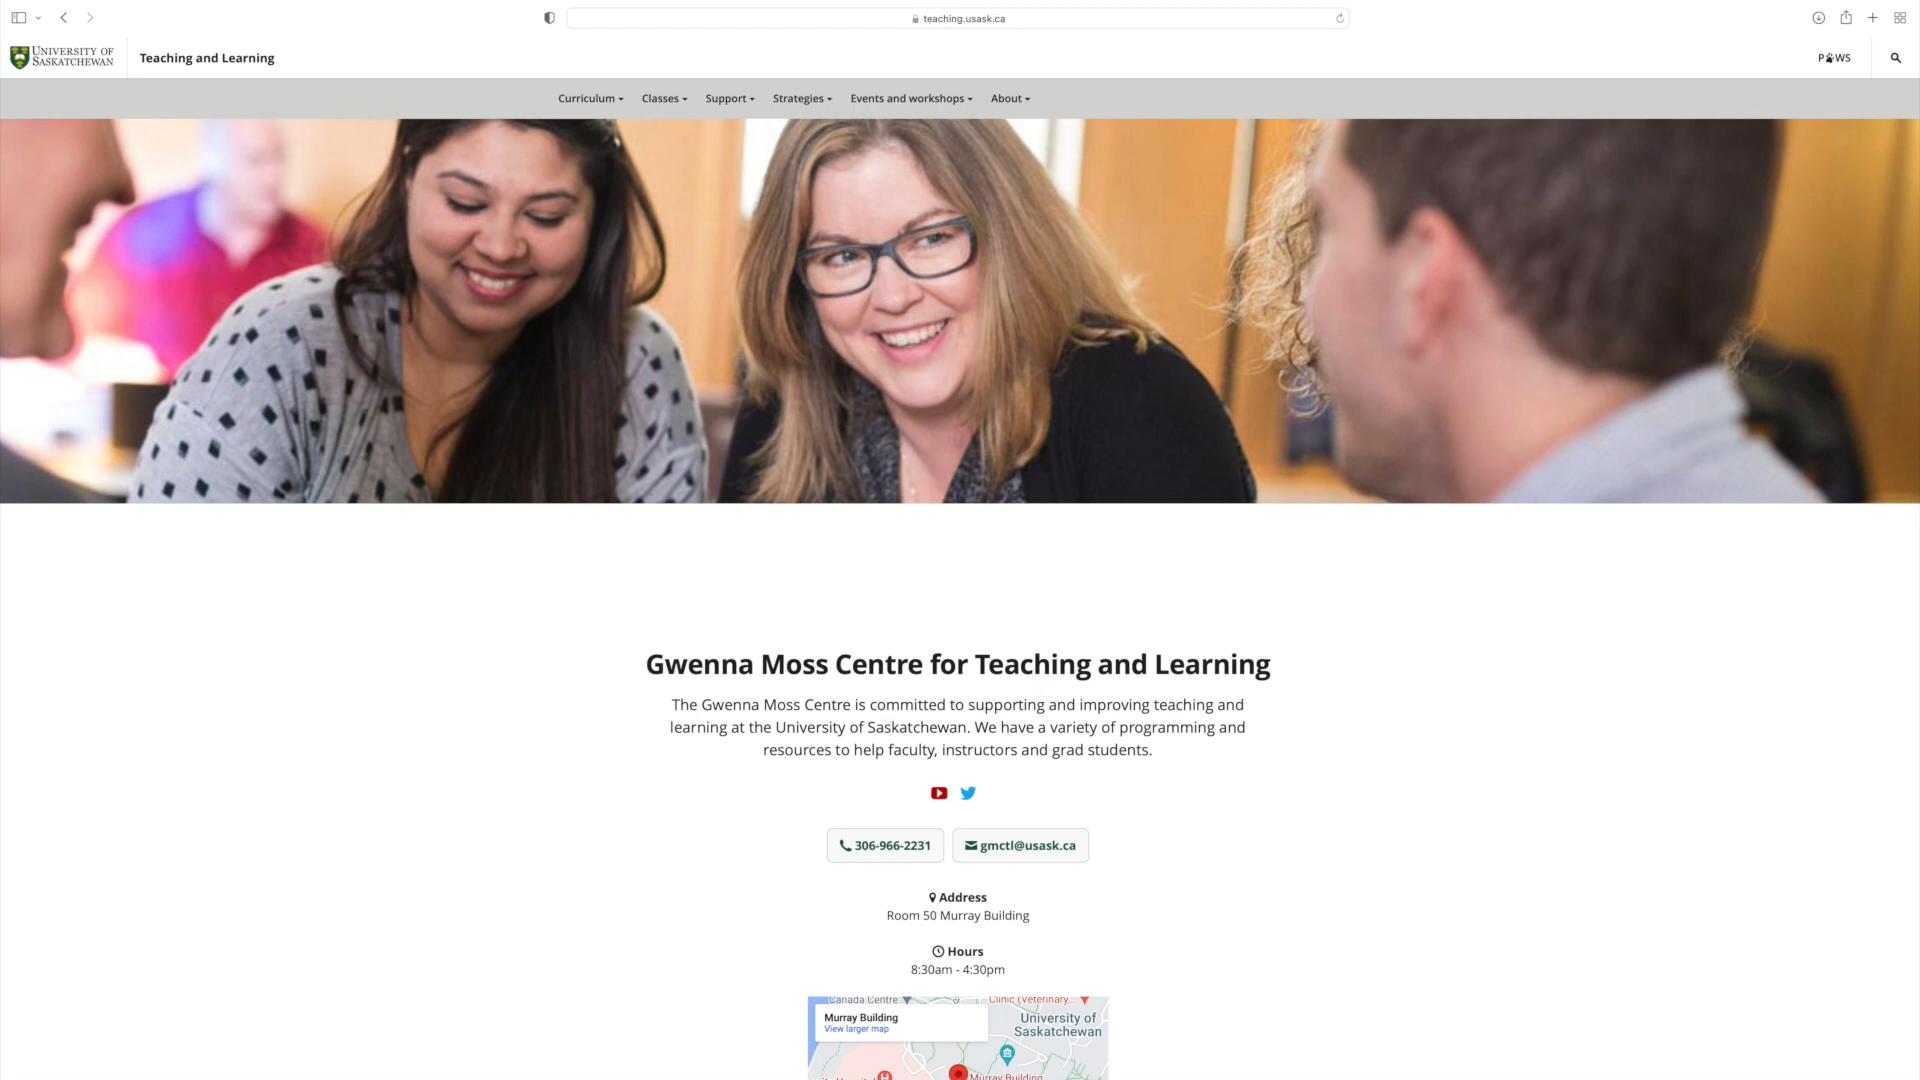 teaching.usask.ca
UNIVERSITY OF
SASKATCHEWAN
Teaching and Learning
PAWS
Curriculum
Classes
Support
Strategies
Events and workshops
About
Gwenna Moss Centre for Teaching and Learning
The Gwenna Moss Centre is committed to supporting and improving teaching and
learning at the University of Saskatchewan. We have a variety of programming and
resources to help faculty, instructors and grad students.
306-966-2231
gmctl@usask.ca
Address
Room 50 Murray Building
Hours
8:30am - 4:30pm
Canada Centre
Clinic (Veterinary...
Murray Building
View larger map
University of
Saskatchewan
Murray Building